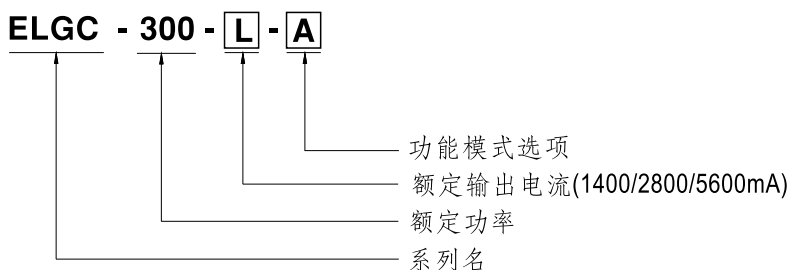 ELGC - 300 - L - A
功能模式选项
额定输出电流(1400/2800/5600mA)
额定功率
系列名